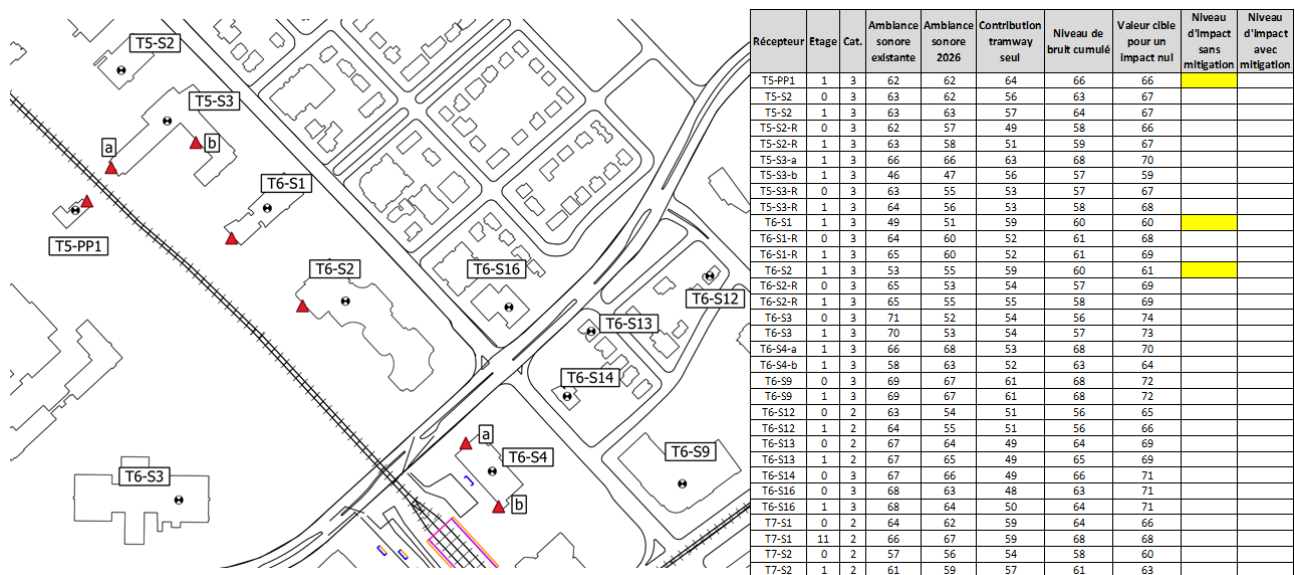 T5-S2
T5-S3
a
b
T6-S1
T5-PP1
T6-S2
T6-S16
T6-S12
T6-S13
T6-S14
a
T6-S4
T6-S9
T6-S3
b
Récepteur Etage Cat. Ambiance sonore existante Ambiance sonore 2026 Contribution tramway seul Niveau de bruit cumulé Valeur cible pour un impact nul Niveau d'impact sans mitigation Niveau d'impact avec mitigation
T5-PP1 1 3 62 62 64 66 66
T5-S2 0 3 63 62 56 63 67
T5-S2 1 3 63 63 57 64 67
T5-S2-R 0 3 62 57 49 58 66
T5-S2-R 1 3 63 58 51 59 67
T5-S3-a 1 3 66 66 63 68 70
T5-S3-b 1 3 46 47 56 57 59
T5-S3-R 0 3 63 55 53 57 67
T5-S3-R 1 3 64 56 53 58 68
T6-S1 1 3 49 51 59 60 60
T6-S1-R 0 3 64 60 52 61 68
T6-S1-R 1 3 65 60 52 61 69
T6-S2 1 3 53 55 59 60 61
T6-S2-R 0 3 65 53 54 57 69
T6-S2-R 1 3 65 55 55 58 69
T6-S3 0 3 71 52 54 56 74
T6-S3 1 3 70 53 54 57 73
T6-S4-a 1 3 66 68 53 68 70
T6-S4-b 1 3 58 63 52 63 64
T6-S9 0 3 69 67 61 68 72
T6-S9 1 3 69 67 61 68 72
T6-S12 0 2 63 54 51 56 65
T6-S12 1 2 64 55 51 56 66
T6-S13 0 2 67 64 49 64 69
T6-S13 1 2 67 65 49 65 69
T6-S14 0 3 67 66 49 66 71
T6-S16 0 3 68 63 48 63 71
T6-S16 1 3 68 64 50 64 71
T7-S1 0 2 64 62 59 64 66
T7-S1 11 2 66 67 59 68 68
T7-S2 0 2 57 56 54 58 60
T7-S2 1 2 61 59 57 61 63